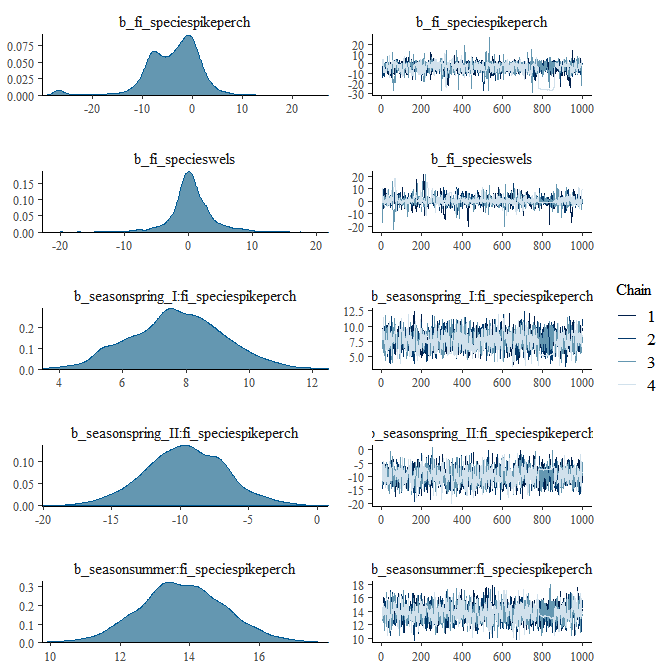 b_fi_speciespikeperch
0.075
0.050
0.025
0.000
-20 -10 0 10 20
b_fi_speciespikeperch
20
10
0
-10
-20
-30
0 200 400 600 800 1000
b_fi_specieswels
0.15
0.10
0.05
0.00
-20 -10 0 10 20
b_fi_specieswels
20
10
0
-10
-20
0 200 400 600 800 1000
b_seasonspring_I:fi_speciespikeperch
0.2
0.1
0.0
4 6 8 10 12
b_seasonspring_I:fi_speciespikeperch
12.5
10.0
7.5
5.0
0 200 400 600 800 1000
b_seasonspring_II:fi_speciespikeperch
0.10
0.05
0.00
-20 -15 -10 -5 0
b_seasonspring_II:fi_speciespikeperch
0
-5
-10
-15
-20
0 200 400 600 800 1000
b_seasonsummer:fi_speciespikeperch
0.3
0.2
0.1
0.0
10 12 14 16
b_seasonsummer:fi_speciespikeperch
18
16
14
12
10
0 200 400 600 800 1000
Chain
1
2
3
4